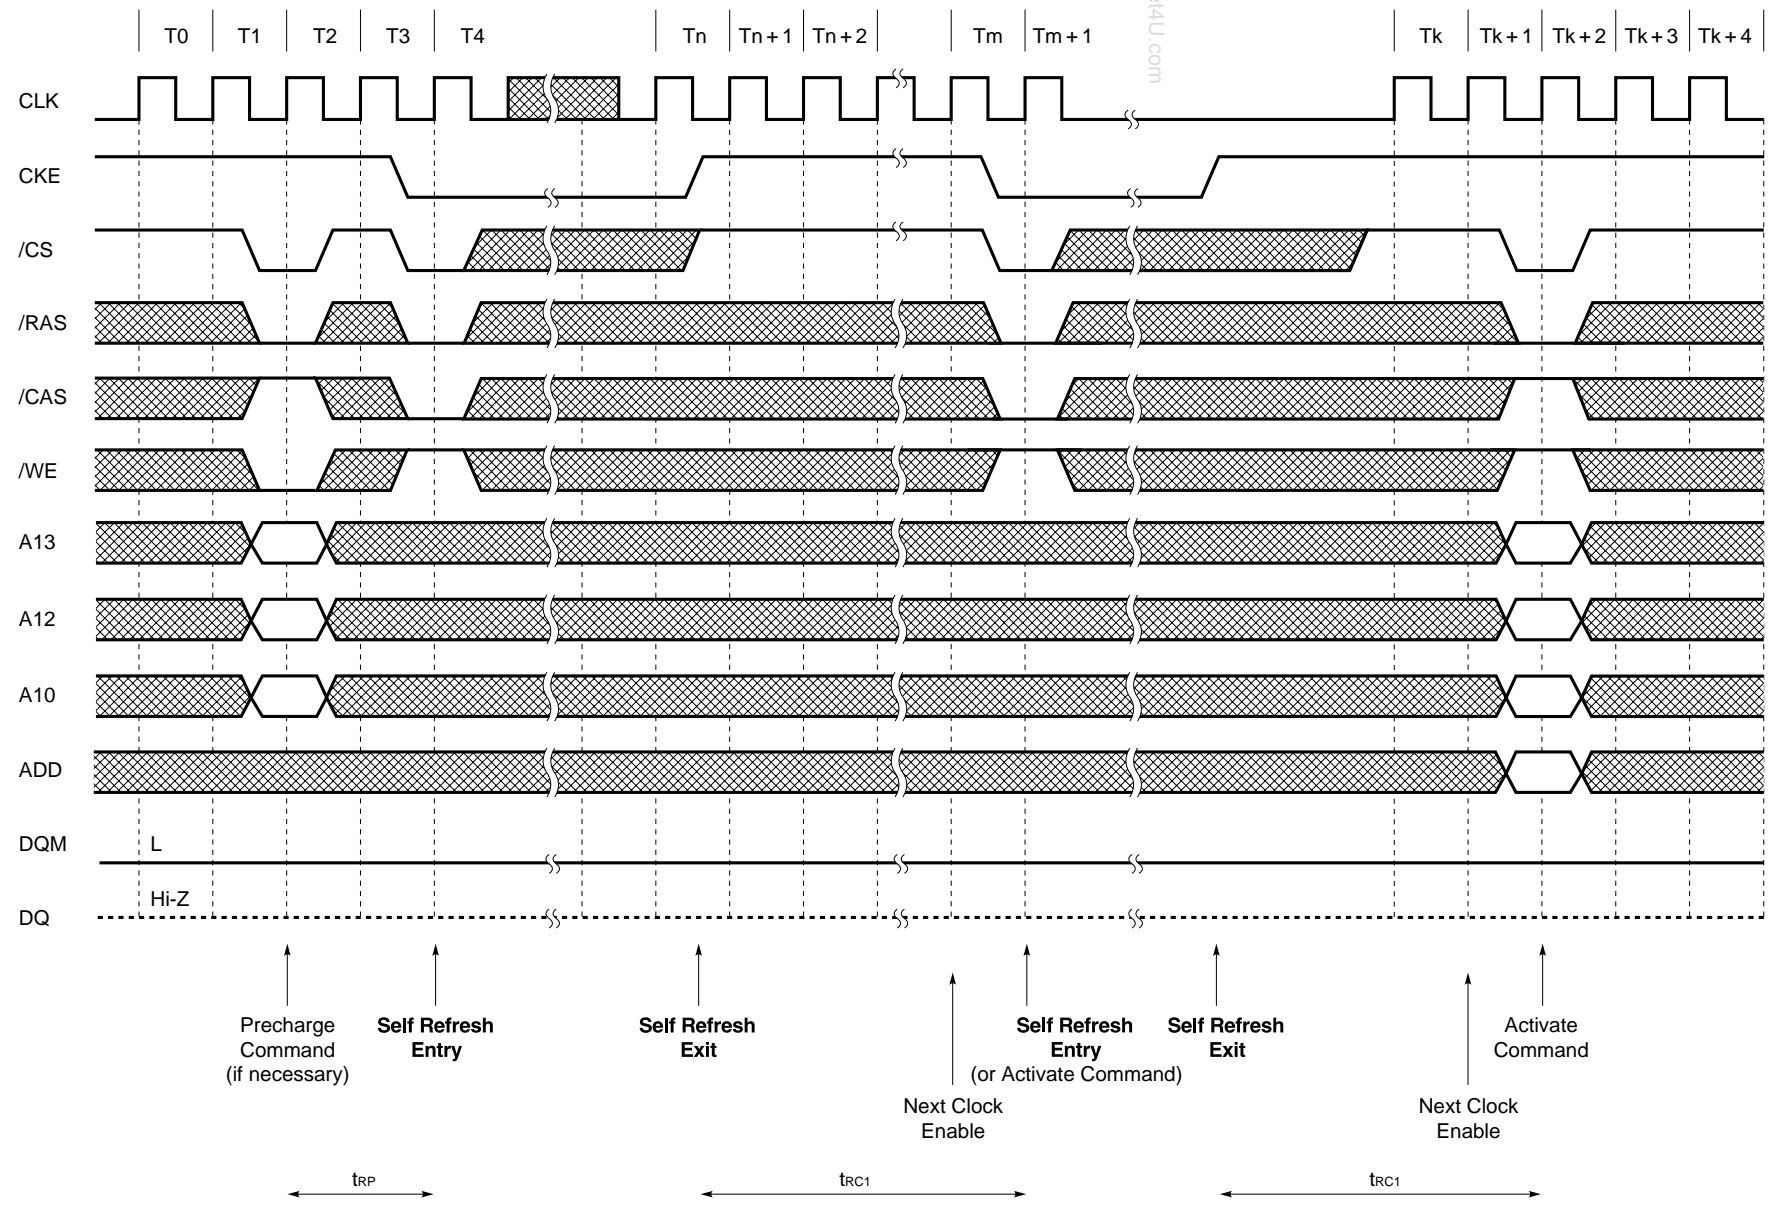 et4U.com
T0 T1 T2 T3 T4 Tn Tn + 1 Tn + 2 Tm Tm + 1 Tk Tk + 1 Tk + 2 Tk + 3 Tk + 4
CLK
CKE
/CS
/RAS
/CAS
/WE
A13
A12
A10
ADD
DQM L
Hi-Z
DQ
Precharge
Command
(if necessary)
Self Refresh
Entry
Self Refresh
Exit
Next Clock
Enable
Self Refresh
Entry
(or Activate Command)
Self Refresh
Exit
Next Clock
Enable
Activate
Command
tRP tRC1 tRC1